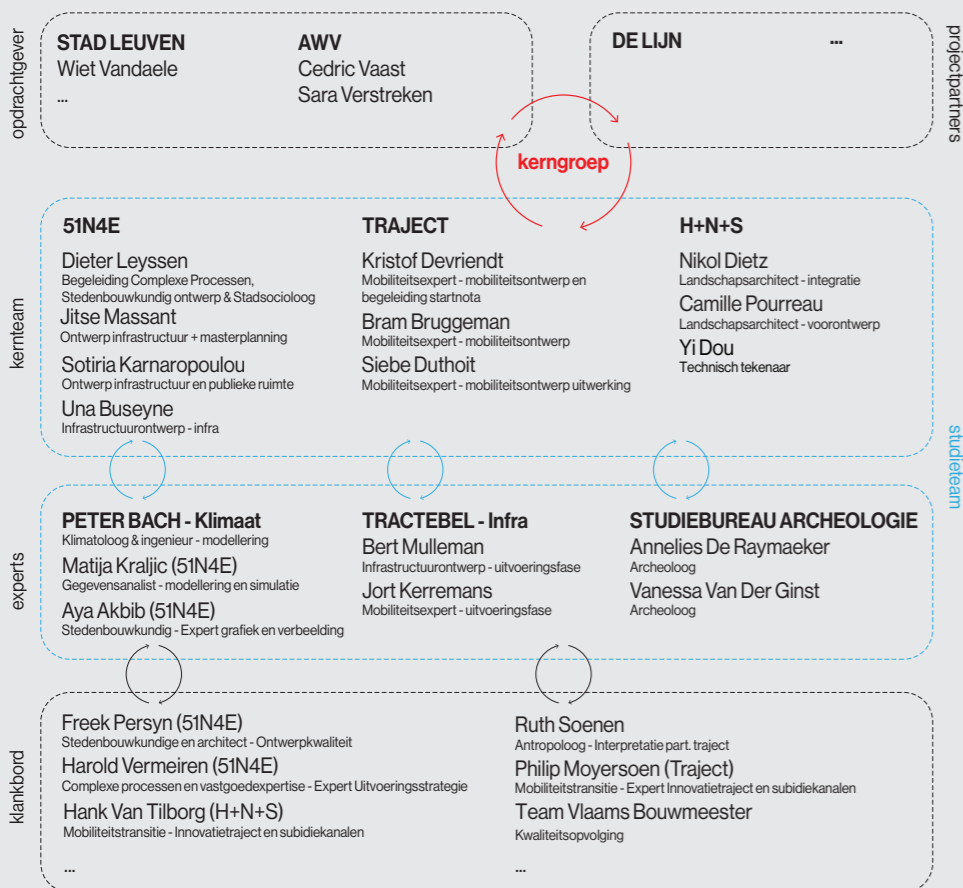 opdrachtgever
STAD LEUVEN
Wiet Vandaele
...
AWV
Cedric Vaast
Sara Verstreken
DE LIJN
...
projectpartners
kerngroep
kernteam
51N4E
Dieter Leyssen
Begeleiding Complexe Processen,
Stedenbouwkundig ontwerp & Stadsocioloog
Jitse Massant
Ontwerp infrastructuur + masterplanning
Sotiria Karnaropoulou
Ontwerp infrastructuur en publieke ruimte
Una Buseyne
Infrastructuurontwerp - infra
TRAJECT
Kristof Devriendt
Mobiliteitsexpert - mobiliteitsontwerp en
begeleiding startnota
Bram Bruggeman
Mobiliteitsexpert - mobiliteitsontwerp
Siebe Duthoit
Mobiliteitsexpert - mobiliteitsontwerp uitwerking
H+N+S
Nikol Dietz
Landschapsarchitect - integratie
Camille Pourreau
Landschapsarchitect - voorontwerp
Yi Dou
Technisch tekenaar
studieteam
experts
PETER BACH - Klimaat
Klimatoloog & ingenieur - modellering
Matija Kraljic (51N4E)
Gegevensanalist - modellering en simulatie
Aya Akbib (51N4E)
Stedenbouwkundig - Expert grafiek en verbeelding
TRACTEBEL - Infra
Bert Mulleman
Infrastructuurontwerp - uitvoeringsfase
Jort Kerremans
Mobiliteitsexpert - uitvoeringsfase
STUDIEBUREAU ARCHEOLOGIE
Annelies De Raymaeker
Archeoloog
Vanessa Van Der Ginst
Archeoloog
klankbord
Freek Persyn (51N4E)
Stedenbouwkundige en architect - Ontwerpkwaliteit
Harold Vermeiren (51N4E)
Complexe processen en vastgoedexpertise - Expert Uitvoeringsstrategie
Hank Van Tilborg (H+N+S)
Mobiliteitstransitie - Innovatietraject en subidiekanalen
...
Ruth Soenen
Antropoloog - Interpretatie part. traject
Philip Moyersoen (Traject)
Mobiliteitstransitie - Expert Innovatietraject en subidiekanalen
Team Vlaams Bouwmeester
Kwaliteitsopvolging
...